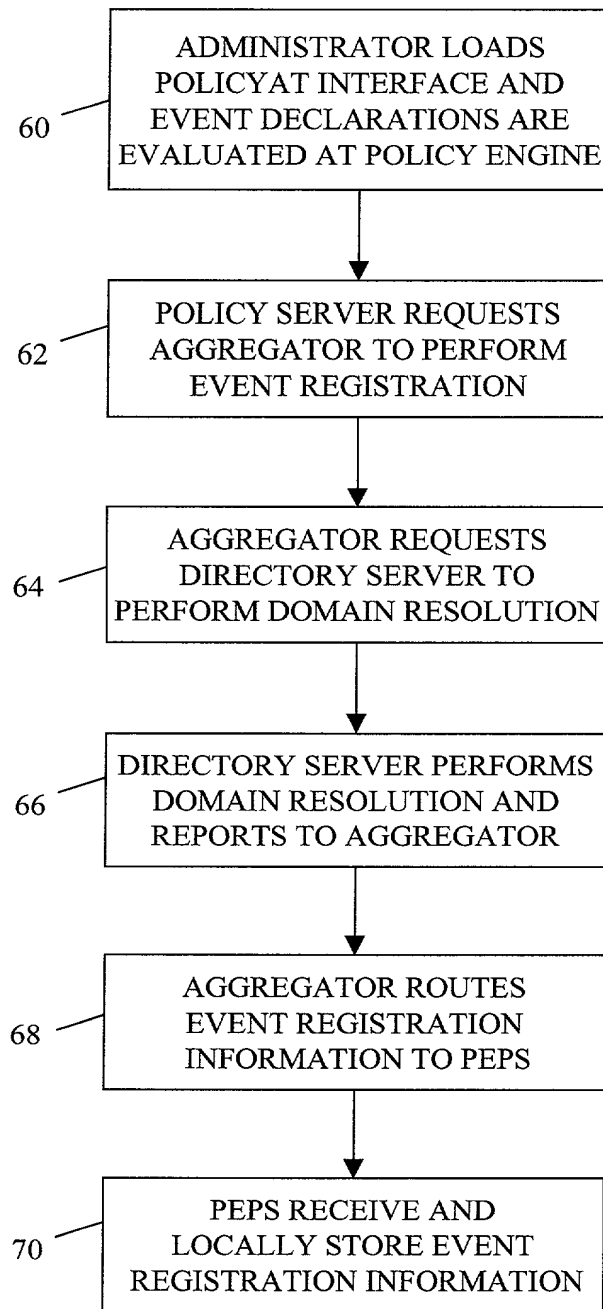 ADMINISTRATOR LOADS
POLICYAT INTERFACE AND
60
EVENT DECLARATIONS ARE
EVALUATED AT POLICY ENGINE
POLICY SERVER REQUESTS
62
AGGREGATOR TO PERFORM
EVENT REGISTRATION
AGGREGATOR REQUESTS
64
DIRECTORY SERVER TO
PERFORM DOMAIN RESOLUTION
DIRECTORY SERVER PERFORMS
66
DOMAIN RESOLUTION AND
REPORTS TO AGGREGATOR
AGGREGATOR ROUTES
68
EVENT REGISTRATION
INFORMATION TO PEPS
PEPS RECEIVE AND
70
LOCALLY STORE EVENT
REGISTRATION INFORMATION